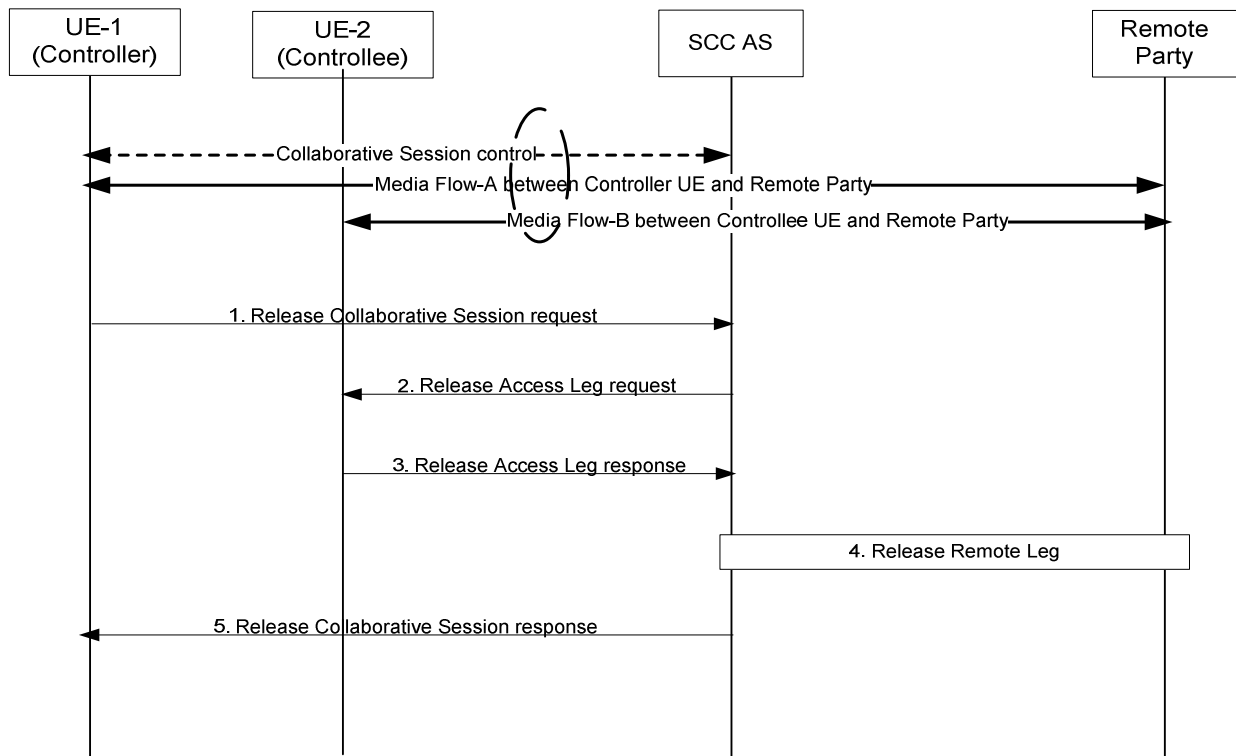 UE-1
(Controller)
UE-2
(Controllee)
SCC AS
Remote
Party
Collaborative Session control
Media Flow-A between Controller UE and Remote Party
Media Flow-B between Controllee UE and Remote Party
1. Release Collaborative Session request
2. Release Access Leg request
3. Release Access Leg response
4. Release Remote Leg
5. Release Collaborative Session response